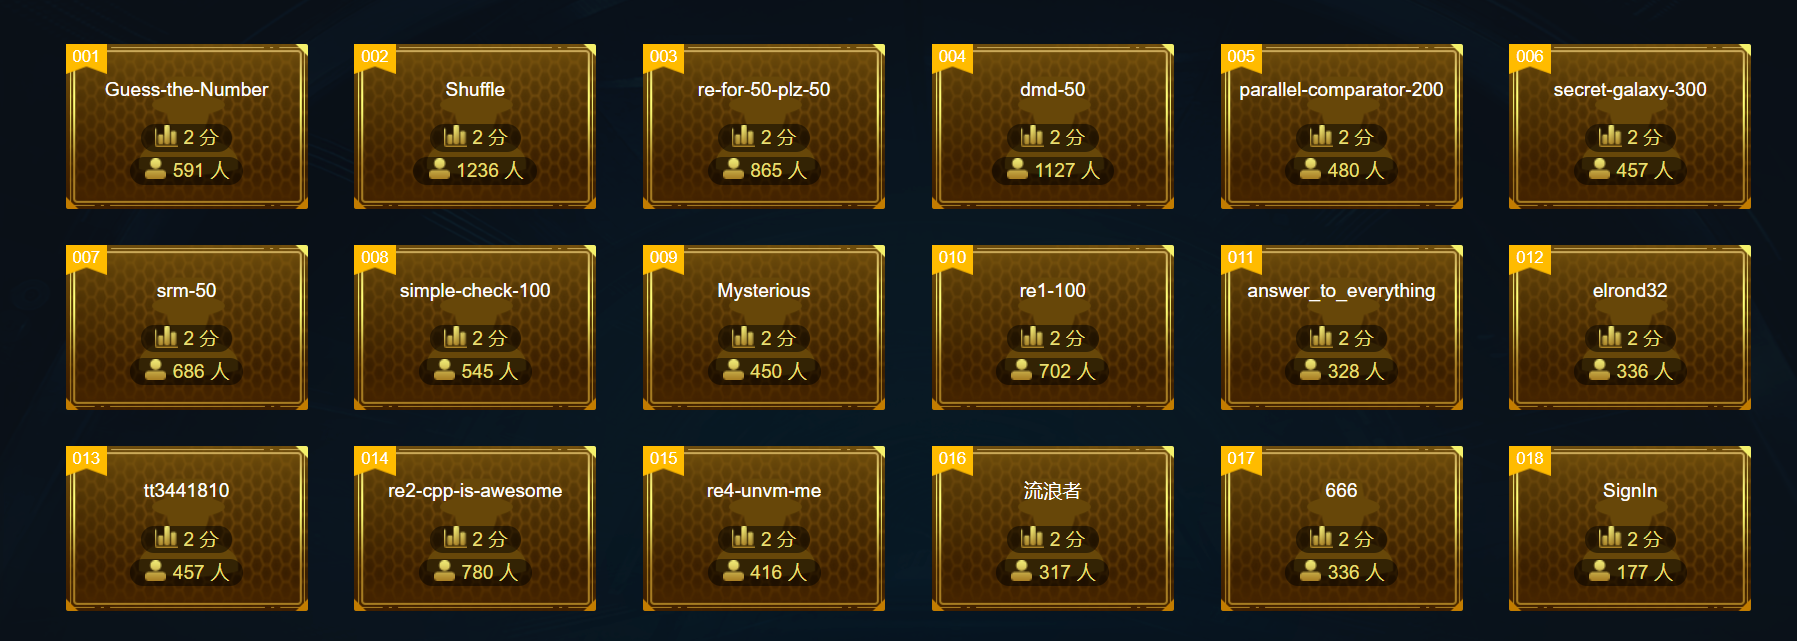 001
Guess-the-Number
2 分
591 人
002
Shuffle
2 分
1236 人
003
re-for-50-plz-50
2 分
865 人
004
dmd-50
2 分
1127 人
005
parallel-comparator-200
2 分
480 人
006
secret-galaxy-300
2 分
457 人
007
srm-50
2 分
686 人
008
simple-check-100
2 分
545 人
009
Mysterious
2 分
450 人
010
re1-100
2 分
702 人
011
answer_to_everything
2 分
328 人
012
elrond32
2 分
336 人
013
tt3441810
2 分
457 人
014
re2-cpp-is-awesome
2 分
780 人
015
re4-unvm-me
2 分
416 人
016
流浪者
2 分
317 人
017
666
2 分
336 人
018
SignIn
2 分
177 人